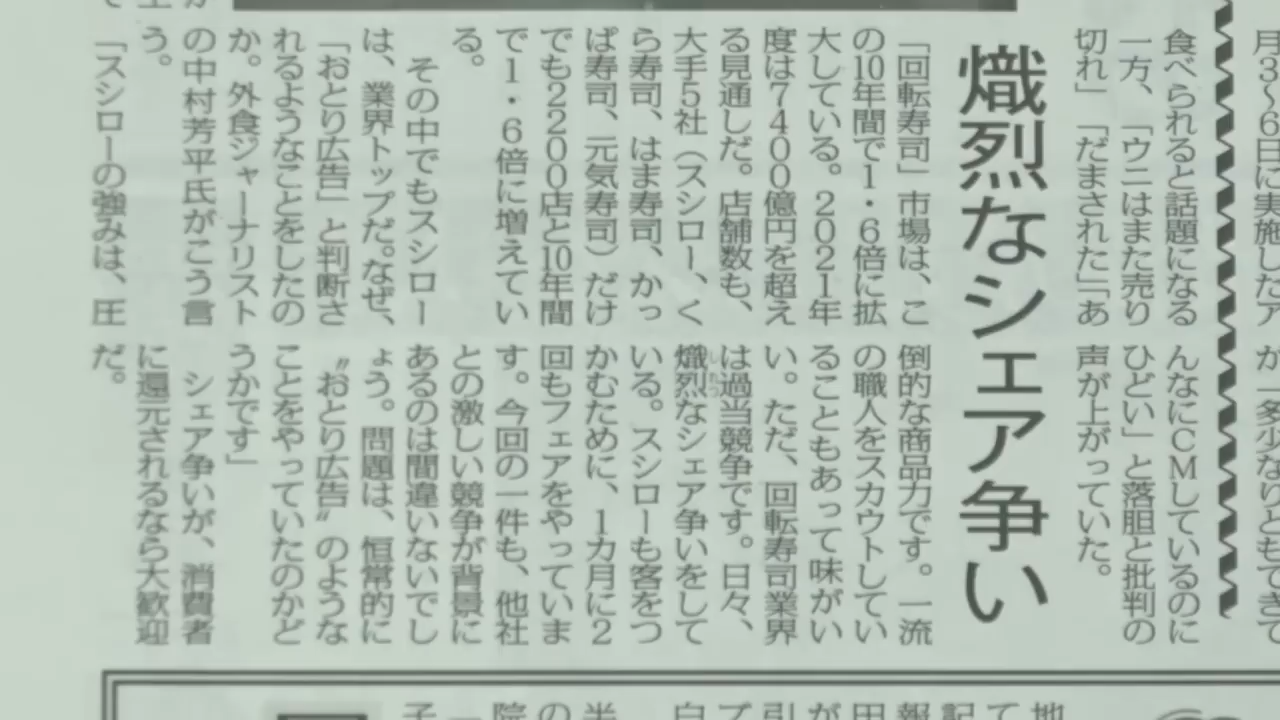 月3〜6日に実施したア
食べられると話題になる
一方、「ウニはまた売り
切れ」「だまされた」「あ
が、多少なりともてきて
んなにCMしているのに
ひどい」と落胆と批判の
声が上がっていた。
熾烈なシェア争い
「回転寿司」市場は、こ
の10年間で1・6倍に拡
大している。2021年
度は7400億円を超え
る見通しだ。店舗数も、
大手5社（スシロー、く
ら寿司、はま寿司、かっ
ぱ寿司、元気寿司）だけ
でも2200店と10年間
で1・6倍に増えてい
る。
その中でもスシロー
は、業界トップだ。なぜ、
「おとり広告」と判断さ
れるようなことをしたの
か。外食ジャーナリスト
の中村芳平氏がこう言
う。
「スシローの強みは、圧
倒的な商品力です。一流
の職人をスカウトしてい
ることもあって味がい
い。ただ、回転寿司業界
は過当競争です。日々、
熾烈なシェア争いをして
いる。スシローも客をつ
かむために、1カ月に2
回もフェアをやっていま
す。今回の一件も、他社
との激しい競争が背景に
あるのは間違いないでし
ょう。問題は、恒常的に
〝おとり広告〟のような
ことをやっていたのかど
うかです」
シェア争いが、消費者
に還元されるなら大歓迎
だ。